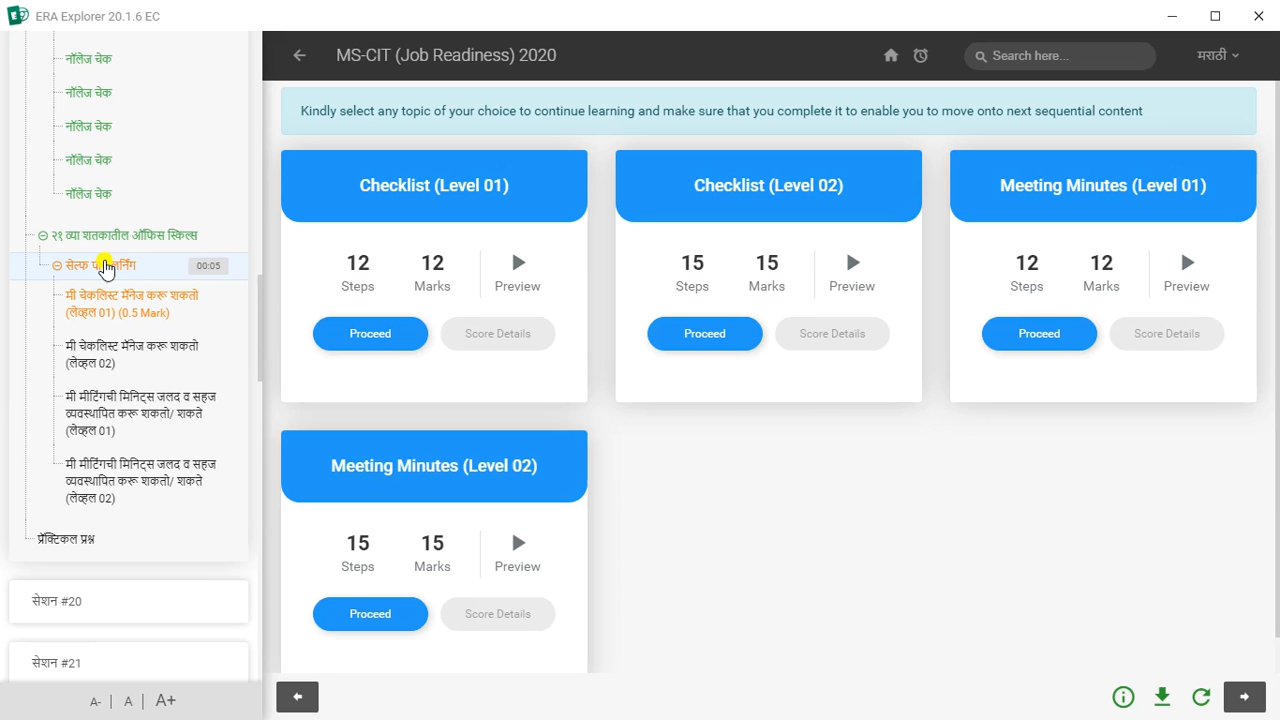 ERA Explorer 20.1.6 EC
नॉलेज चेक
नॉलेज चेक
नॉलेज चेक
नॉलेज चेक
नॉलेज चेक
२१ व्या शतकातील ऑफिस स्किल्स
सेल्फ
00:05
मी चेकलिस्ट मॅनेज करू शकतो
(लेव्हल 01) (0.5 Mark)
मी चेकलिस्ट मॅनेज करू शकतो
(लेव्हल 02)
मी मीटिंगची मिनिट्स जलद व सहज
व्यवस्थापित करू शकतो/ शकते
(लेव्हल 01)
मी मीटिंगची मिनिट्स जलद व सहज
व्यवस्थापित करू शकतो/ शकते
(लेव्हल 02)
प्रॅक्टिकल प्रश्न
सेशन #20
सेशन #21
A- | A | A+
MS-CIT (Job Readiness) 2020
Search here...
मराठी
Kindly select any topic of your choice to continue learning and make sure that you complete it to enable you to move onto next sequential content
Checklist (Level 01)
12 12
Steps Marks Preview
Proceed Score Details
Checklist (Level 02)
15 15
Steps Marks Preview
Proceed Score Details
Meeting Minutes (Level 01)
12 12
Steps Marks Preview
Proceed Score Details
Meeting Minutes (Level 02)
15 15
Steps Marks Preview
Proceed Score Details